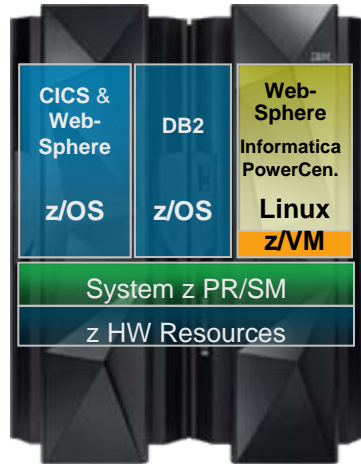 IBM
CICS &
Web-
Sphere
z/OS
DB2
z/OS
Web-
Sphere
Informatica
PowerCen.
Linux
z/VM
System z PR/SM
z HW Resources